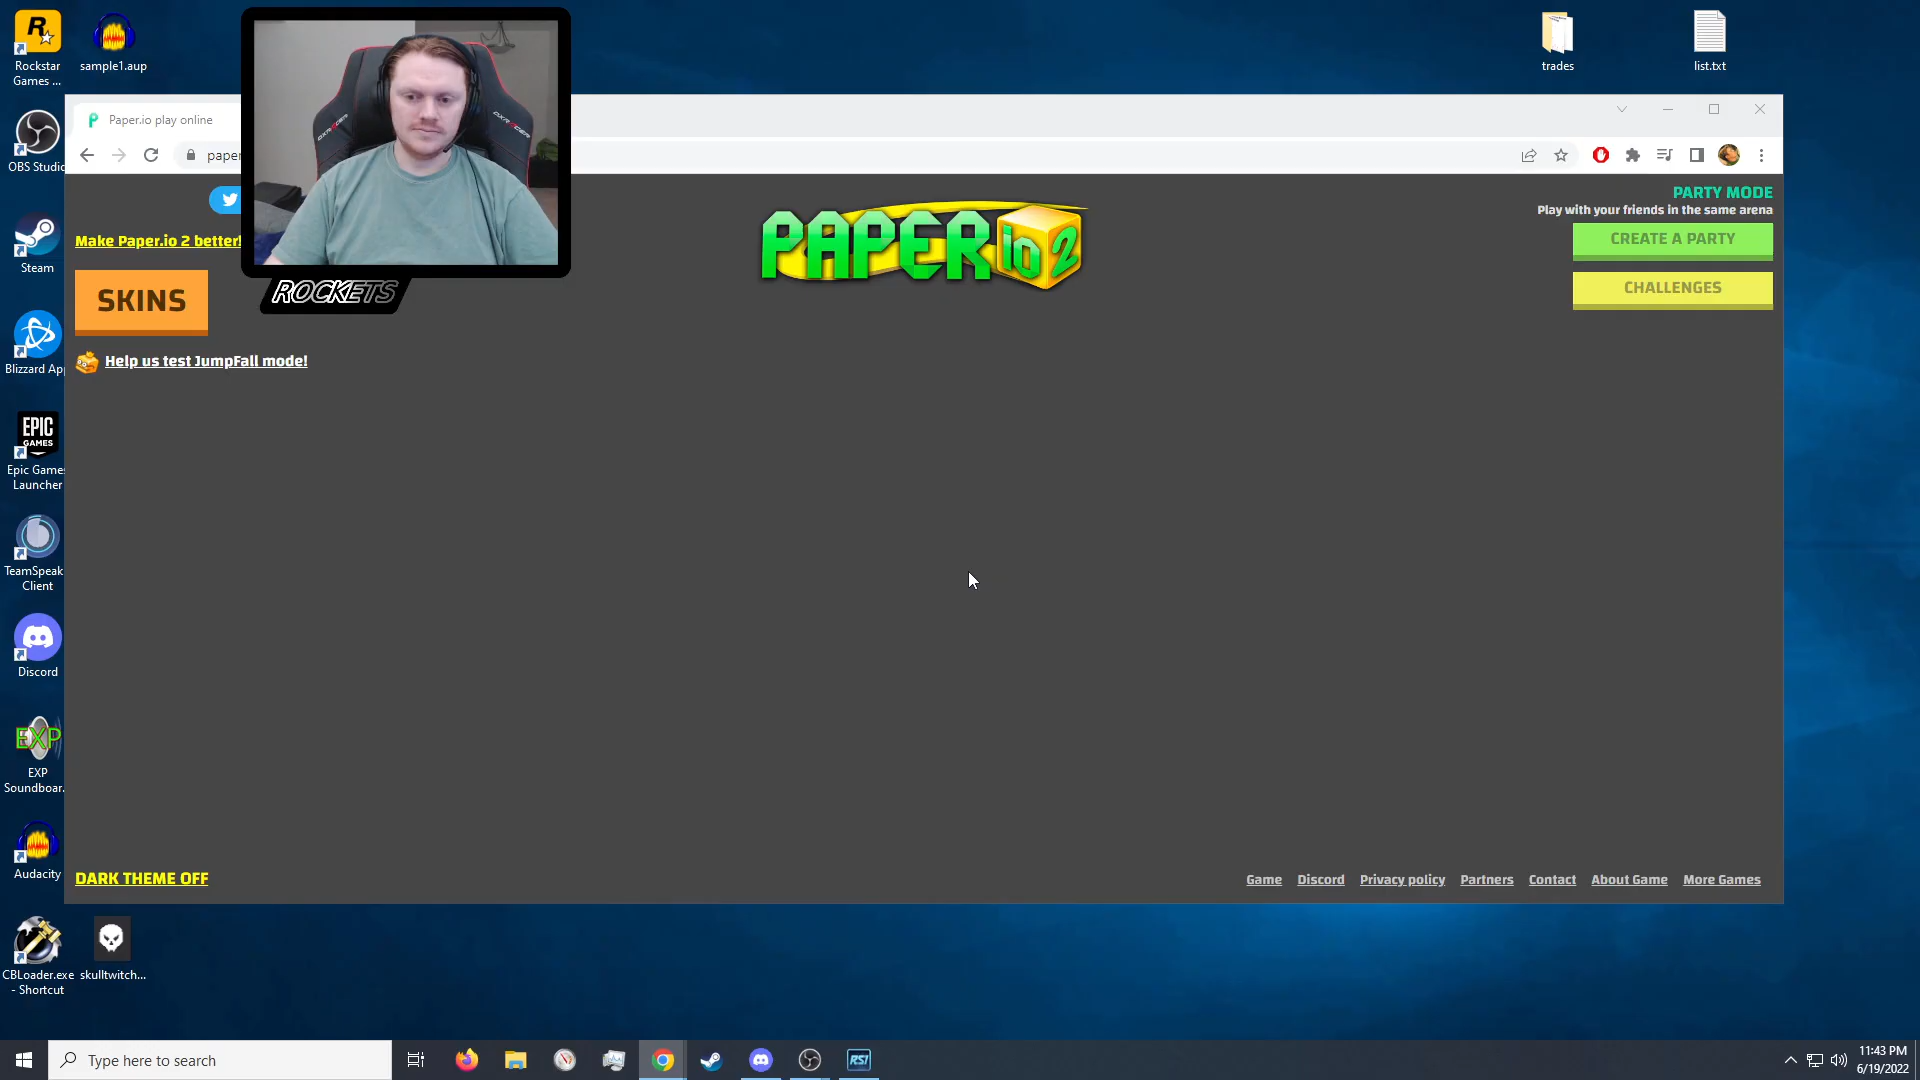 Rockstar
Games ...
sample1.aup
trades
list.txt
OBS Studio
Paper.io play online
paper
DXRACER
DXRACER
PAPER io 2
PARTY MODE
Play with your friends in the same arena
CREATE A PARTY
CHALLENGES
Make Paper.io 2 better!
SKINS
ROCKETS
Help us test JumpFall mode!
Steam
Blizzard App
EPIC
GAMES
Epic Games
Launcher
TeamSpeak
Client
Discord
EXP
EXP
Soundboar...
Audacity
DARK THEME OFF
Game
Discord
Privacy policy
Partners
Contact
About Game
More Games
CBLoader.exe
- Shortcut
skulltwitch...
Type here to search
RSI
11:43 PM
6/19/2022